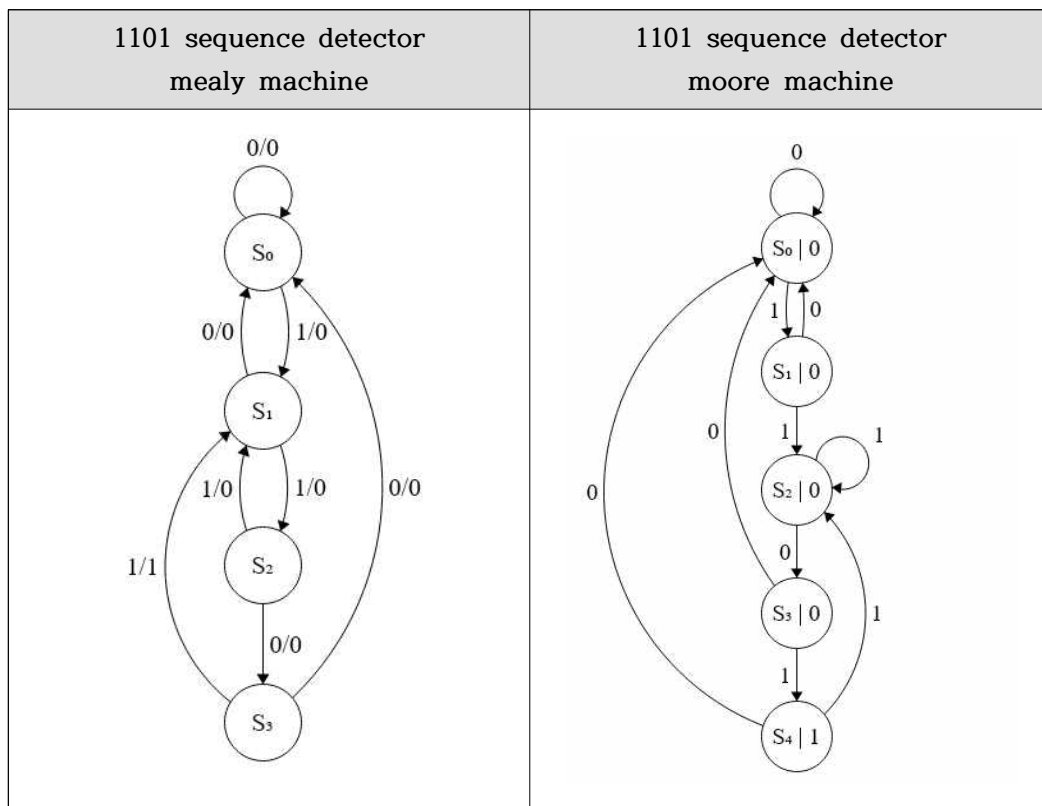 1101 sequence detector
mealy machine
1101 sequence detector
moore machine
0/0
S₀
0/0
1/0
S₁
1/0
1/0
0/0
S₂
1/1
0/0
S₃
0
S₀ | 0
1
0
S₁ | 0
0
1
1
S₂ | 0
0
0
S₃ | 0
1
1
S₄ | 1